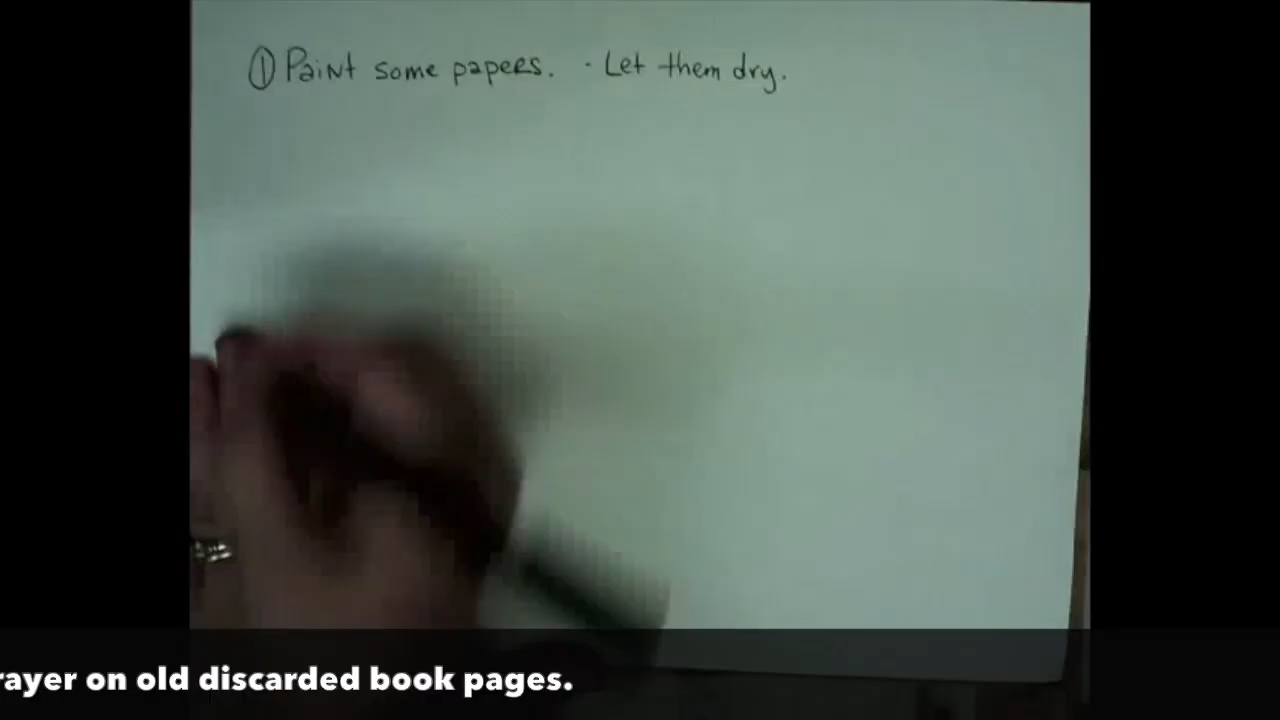 ① Paint some papers. · Let them dry.
rayer on old discarded book pages.